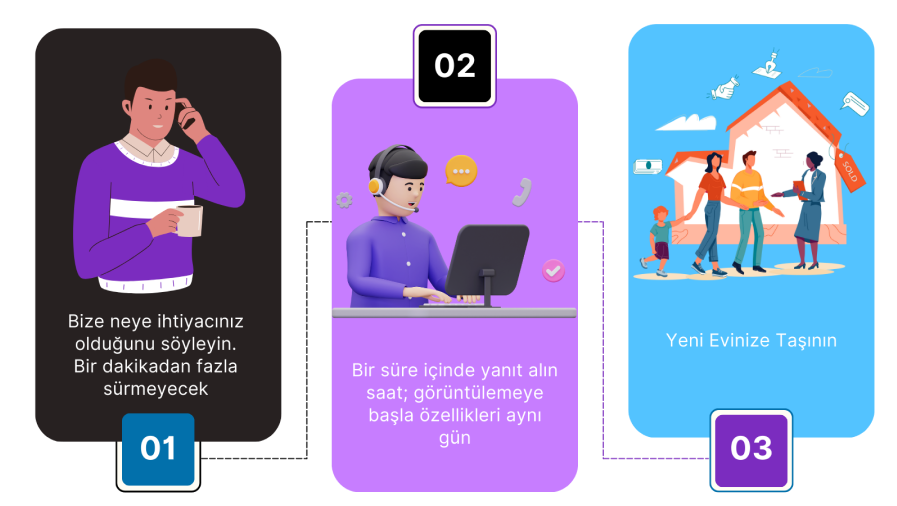 Bize neye ihtiyacınız
olduğunu söyleyin.
Bir dakikadan fazla
sürmeyecek
01
02
Bir süre içinde yanıt alın
saat; görüntülemeye
başla özellikleri aynı
gün
SOLD
Yeni Evinize Taşının
03